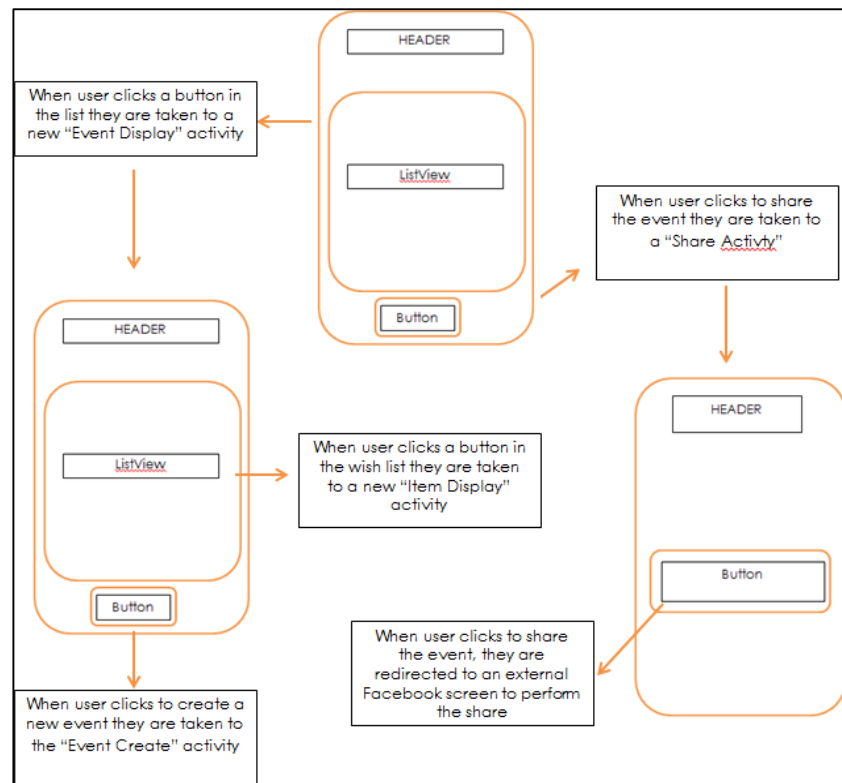 HEADER
When user clicks a button in
the list they are taken to a
new “Event Display” activity
ListView
When user clicks to share
the event they are taken to
a “Share Activty”
Button
HEADER
ListView
When user clicks a button in
the wish list they are taken
to a new “Item Display”
activity
Button
HEADER
Button
When user clicks to share
the event, they are
redirected to an external
Facebook screen to perform
the share
When user clicks to create a
new event they are taken to
the “Event Create” activity